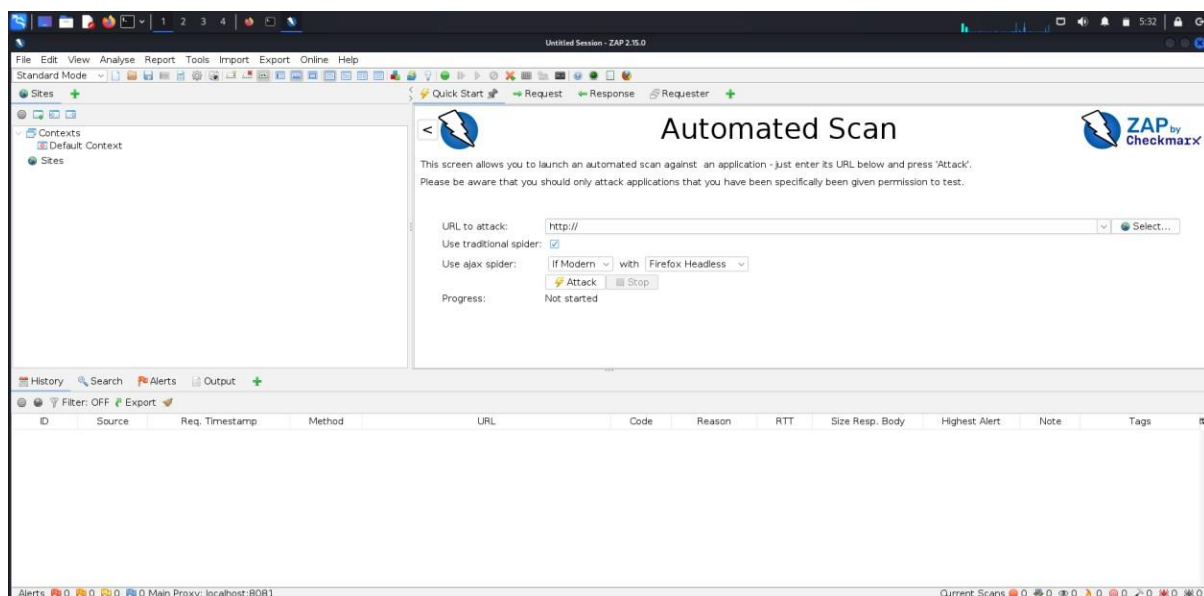 1 2 3 4
5:32
Untitled Session - ZAP 2.15.0
File Edit View Analyse Report Tools Import Export Online Help
Standard Mode
Sites
Quick Start Request Response Requester
Contexts
Default Context
Sites
<
Automated Scan
ZAP by
Checkmarx
This screen allows you to launch an automated scan against an application - just enter its URL below and press 'Attack'.
Please be aware that you should only attack applications that you have been specifically been given permission to test.
URL to attack: http:// Select...
Use traditional spider:
Use ajax spider: If Modern with Firefox Headless
Attack Stop
Progress: Not started
History Search Alerts Output
Filter: OFF Export
ID Source Req. Timestamp Method URL Code Reason RTT Size Resp. Body Highest Alert Note Tags
Alerts 0 0 0 0 Main Proxy: localhost:8081 Current Scans 0 0 0 0 0 0 0 0